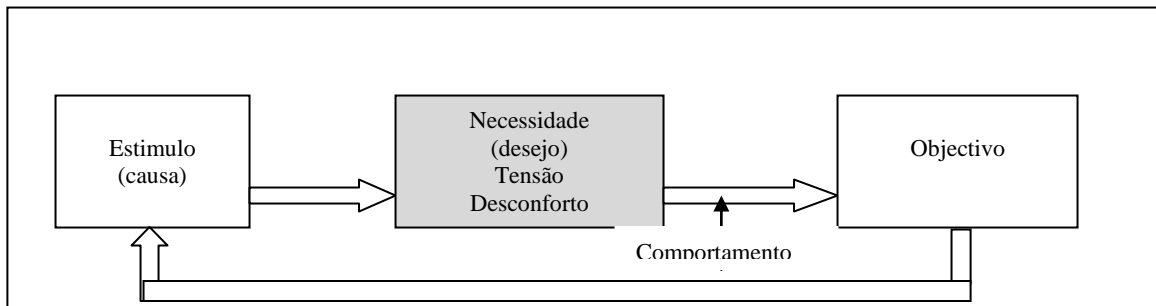 Estimulo
(causa)
Necessidade
(desejo)
Tensão
Desconforto
Objectivo
Comportamento